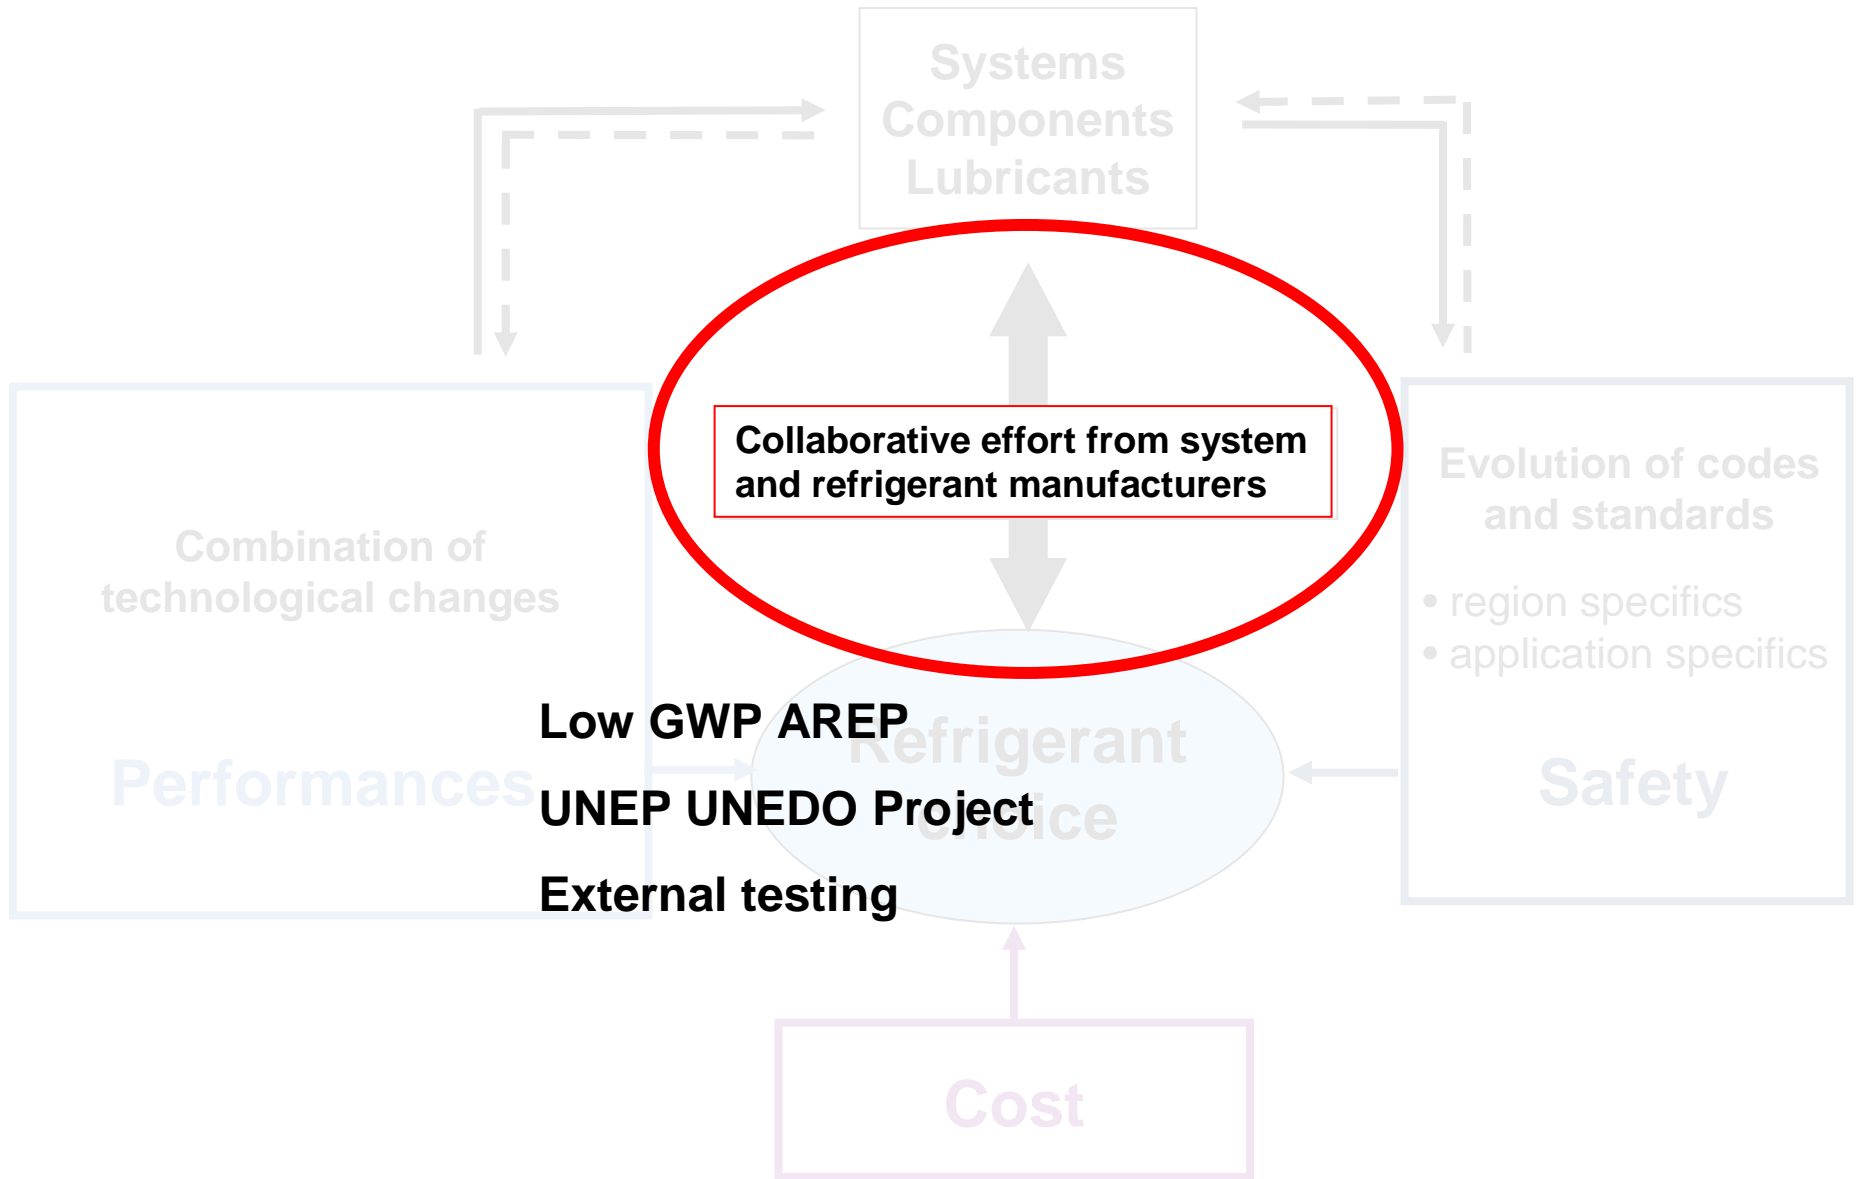 Systems
Components
Lubricants
Collaborative effort from system
and refrigerant manufacturers
Combination of
technological changes
Performances
Evolution of codes
and standards
• region specifics
• application specifics
Safety
Low GWP AREP
UNEP UNEDO Project
External testing
Refrigerant
choice
Cost